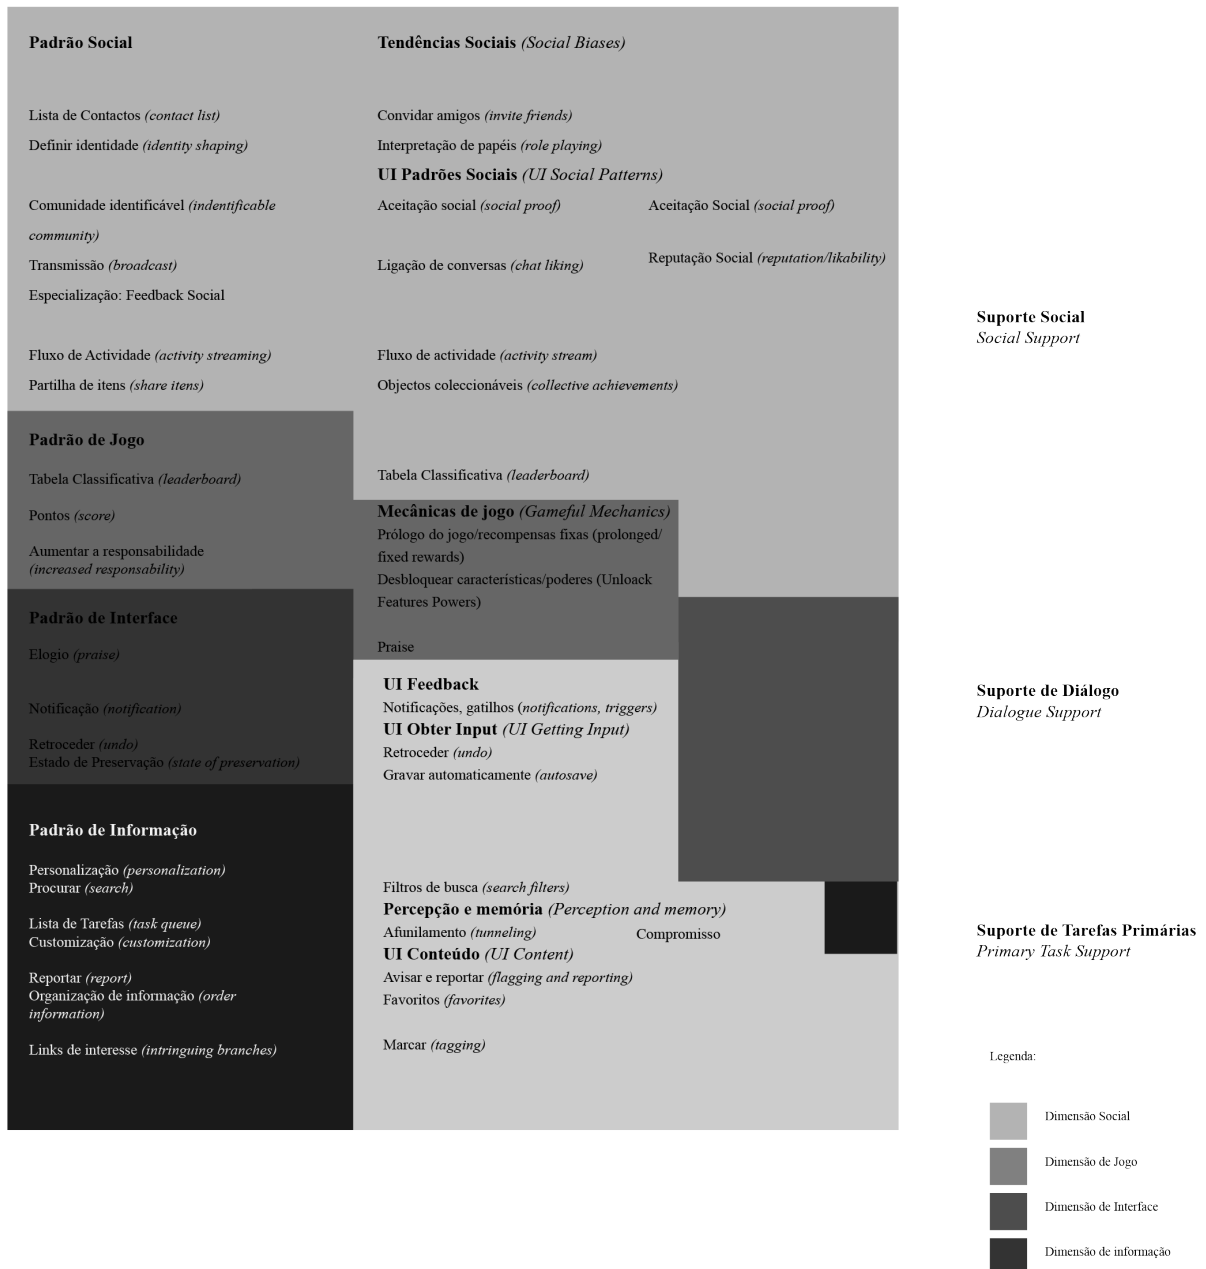 Padrão Social
Lista de Contactos (contact list)
Definir identidade (identity shaping)
Comunidade identificável (indentificable
community)
Transmissão (broadcast)
Especialização: Feedback Social
Fluxo de Actividade (activity streaming)
Partilha de itens (share itens)
Padrão de Jogo
Tabela Classificativa (leaderboard)
Pontos (score)
Aumentar a responsabilidade
(increased responsability)
Padrão de Interface
Elogio (praise)
Notificação (notification)
Retroceder (undo)
Estado de Preservação (state of preservation)
Padrão de Informação
Personalização (personalization)
Procurar (search)
Lista de Tarefas (task queue)
Customização (customization)
Reportar (report)
Organização de informação (order
information)
Links de interesse (intringuing branches)
Tendências Sociais (Social Biases)
Convidar amigos (invite friends)
Interpretação de papéis (role playing)
UI Padrões Sociais (UI Social Patterns)
Aceitação social (social proof)
Ligação de conversas (chat liking)
Fluxo de actividade (activity stream)
Objectos coleccionáveis (collective achievements)
Tabela Classificativa (leaderboard)
Mecânicas de jogo (Gameful Mechanics)
Prólogo do jogo/recompensas fixas (prolonged/
fixed rewards)
Desbloquear características/poderes (Unloack
Features Powers)
Praise
UI Feedback
Notificações, gatilhos (notifications, triggers)
UI Obter Input (UI Getting Input)
Retroceder (undo)
Gravar automaticamente (autosave)
Filtros de busca (search filters)
Percepção e memória (Perception and memory)
Afunilamento (tunneling)
UI Conteúdo (UI Content)
Avisar e reportar (flagging and reporting)
Favoritos (favorites)
Marcar (tagging)
Aceitação Social (social proof)
Reputação Social (reputation/likability)
Compromisso
Suporte Social
Social Support
Suporte de Diálogo
Dialogue Support
Suporte de Tarefas Primárias
Primary Task Support
Legenda:
Dimensão Social
Dimensão de Jogo
Dimensão de Interface
Dimensão de informação